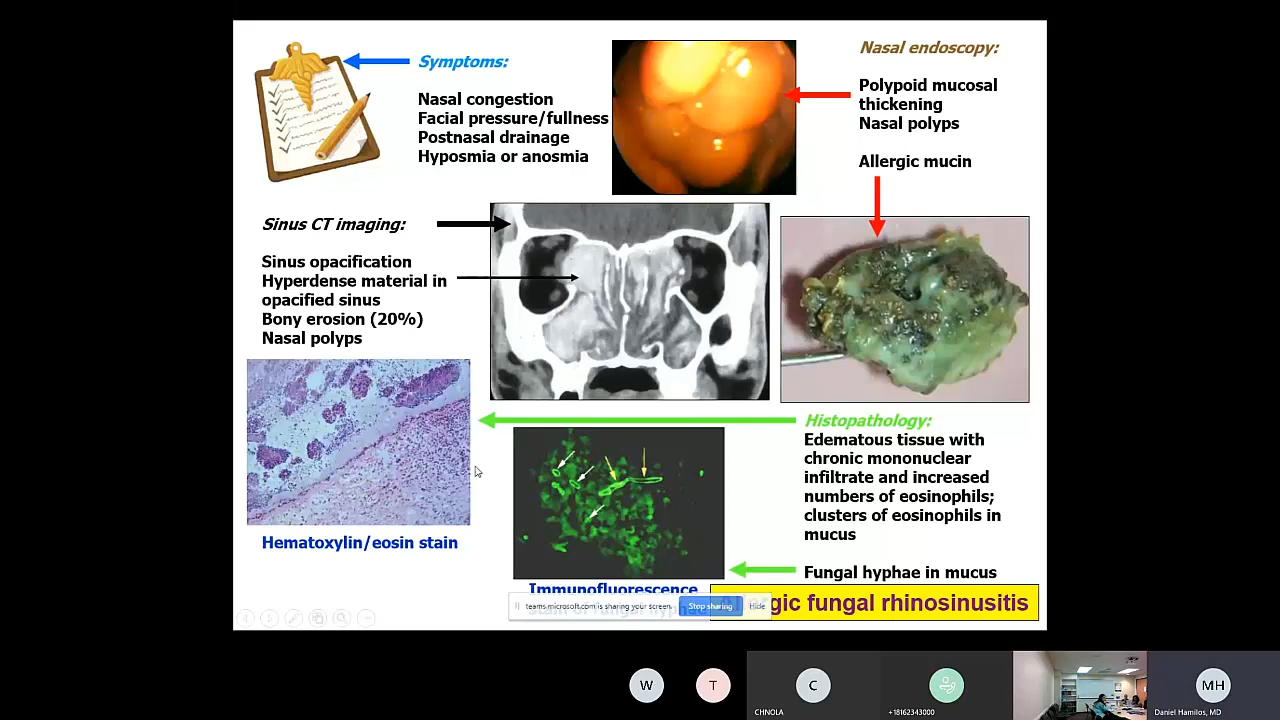 Symptoms:
Nasal congestion
Facial pressure/fullness
Postnasal drainage
Hyposmia or anosmia
Nasal endoscopy:
Polypoid mucosal
thickening
Nasal polyps
Allergic mucin
Sinus CT imaging:
Sinus opacification
Hyperdense material in
opacified sinus
Bony erosion (20%)
Nasal polyps
Histopathology:
Edematous tissue with
chronic mononuclear
infiltrate and increased
numbers of eosinophils;
clusters of eosinophils in
mucus
Fungal hyphae in mucus
Hematoxylin/eosin stain
Immunofluorescence
gic fungal rhinosinusitis
teams.microsoft.com is sharing your screen.
Stop sharing
Hide
W
T
C
MH
CHNOLA
+18162343000
Daniel Hamilos, MD